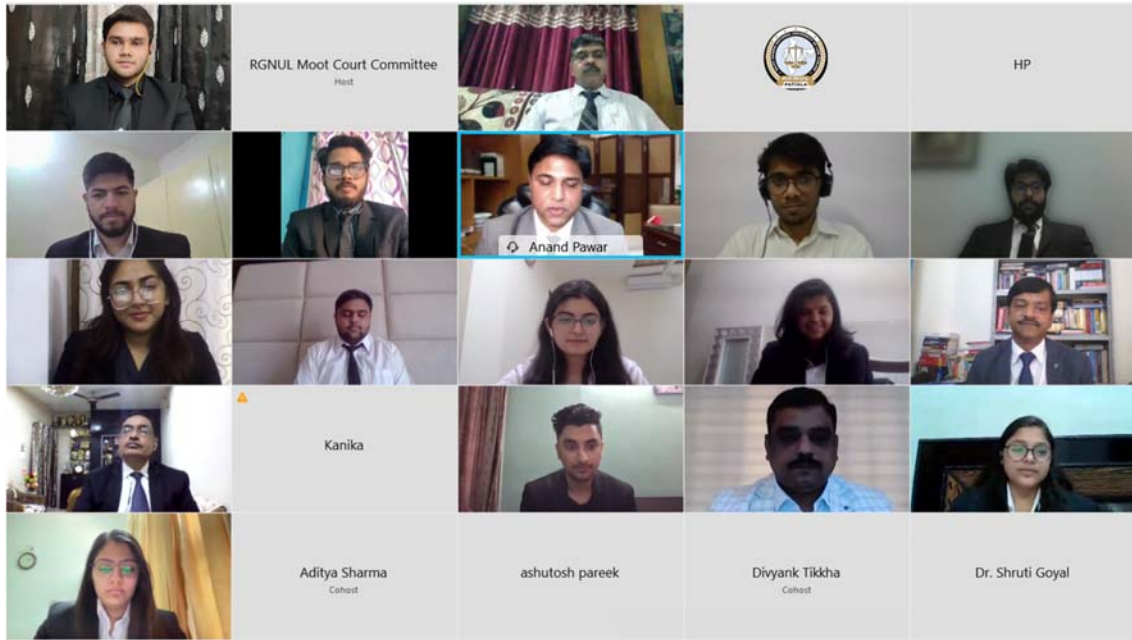 RGNUL Moot Court Committee
Host
HP
Anand Pawar
Kanika
Aditya Sharma
Cohost
ashutosh pareek
Divyank Tikkha
Cohost
Dr. Shruti Goyal